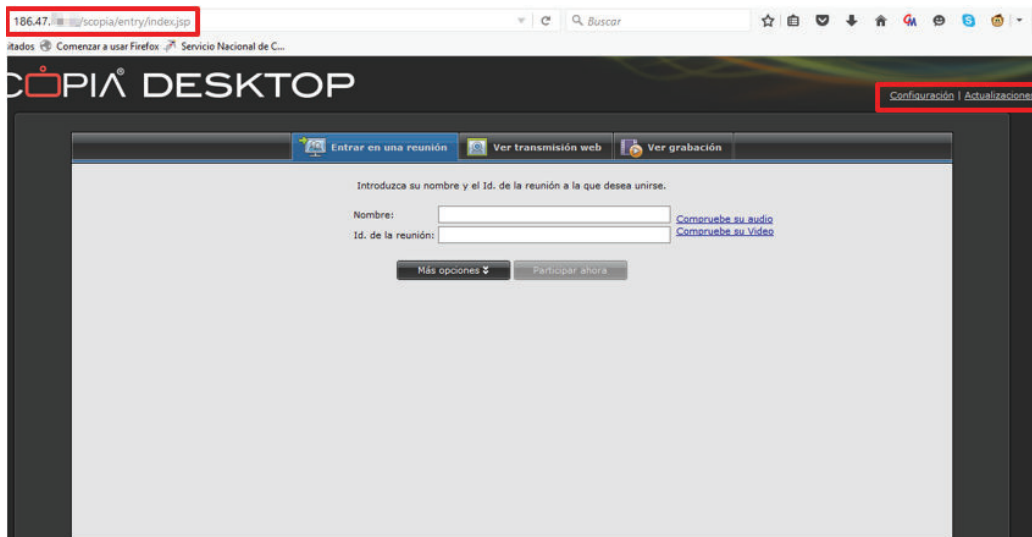 186.47. /scopia/entry/index.jsp
Buscar
itados Comenzar a usar Firefox Servicio Nacional de C...
CÓPIA® DESKTOP
Configuración | Actualizaciones
Entrar en una reunión Ver transmisión web Ver grabación
Introduzca su nombre y el Id. de la reunión a la que desea unirse.
Nombre:
Compruebe su audio
Id. de la reunión:
Compruebe su Video
Más opciones Participar ahora